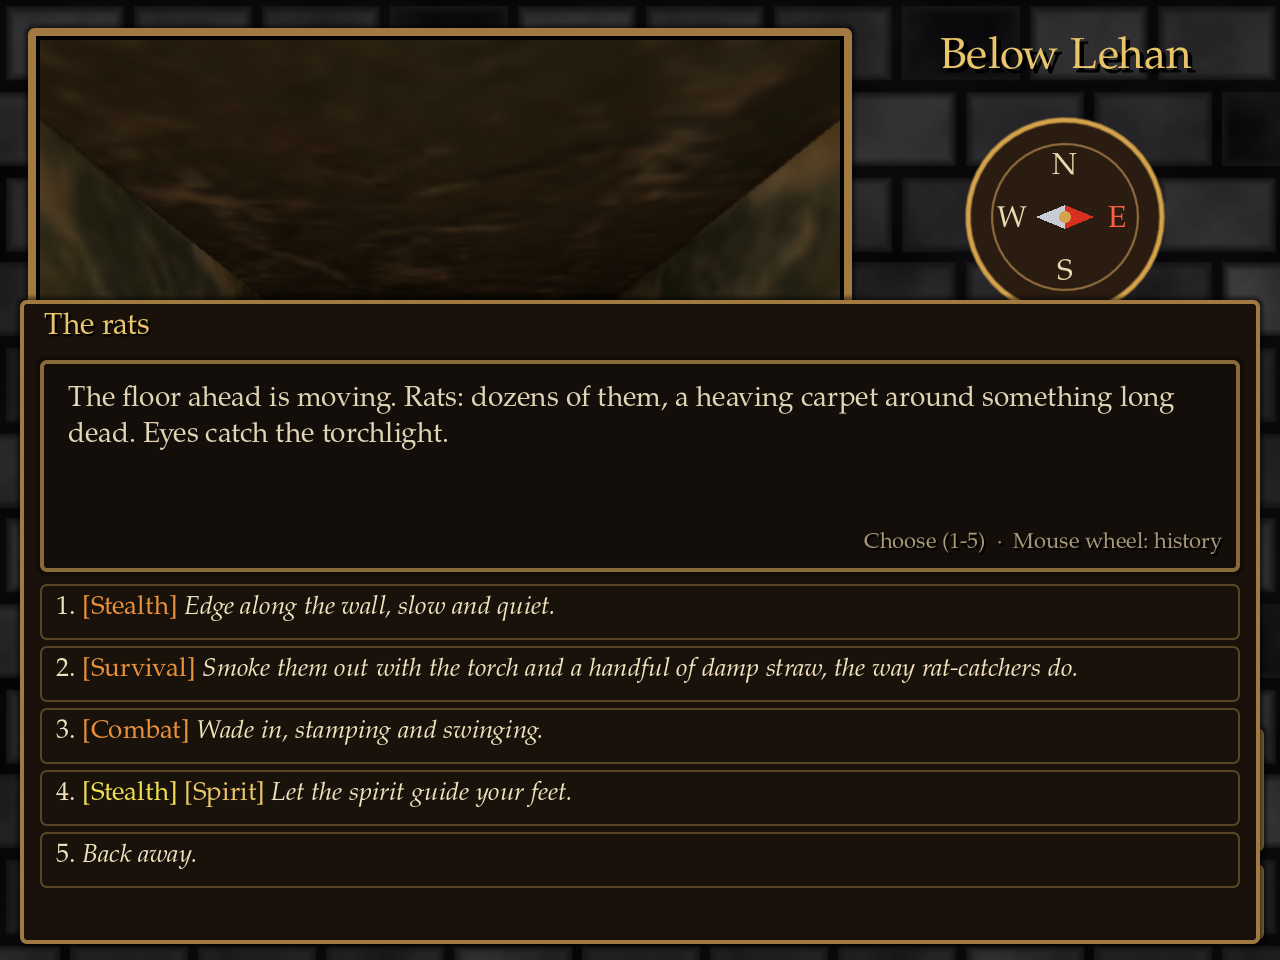 Below Lehan
N
W E
S
The rats
The floor ahead is moving. Rats: dozens of them, a heaving carpet around something long
dead. Eyes catch the torchlight.
Choose (1-5) · Mouse wheel: history
1. [Stealth] Edge along the wall, slow and quiet.
2. [Survival] Smoke them out with the torch and a handful of damp straw, the way rat-catchers do.
3. [Combat] Wade in, stamping and swinging.
4. [Stealth] [Spirit] Let the spirit guide your feet.
5. Back away.